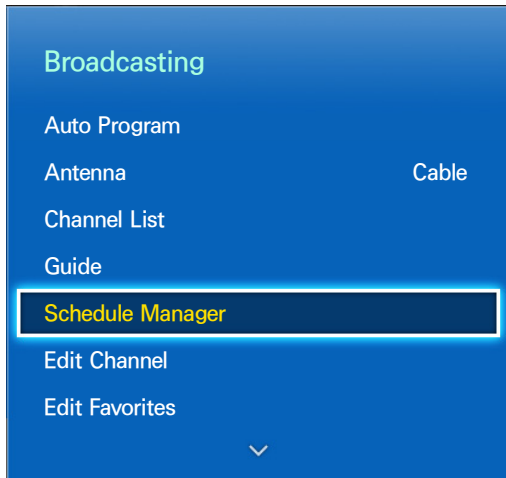 Broadcasting
Auto Program
Antenna Cable
Channel List
Guide
Schedule Manager
Edit Channel
Edit Favorites